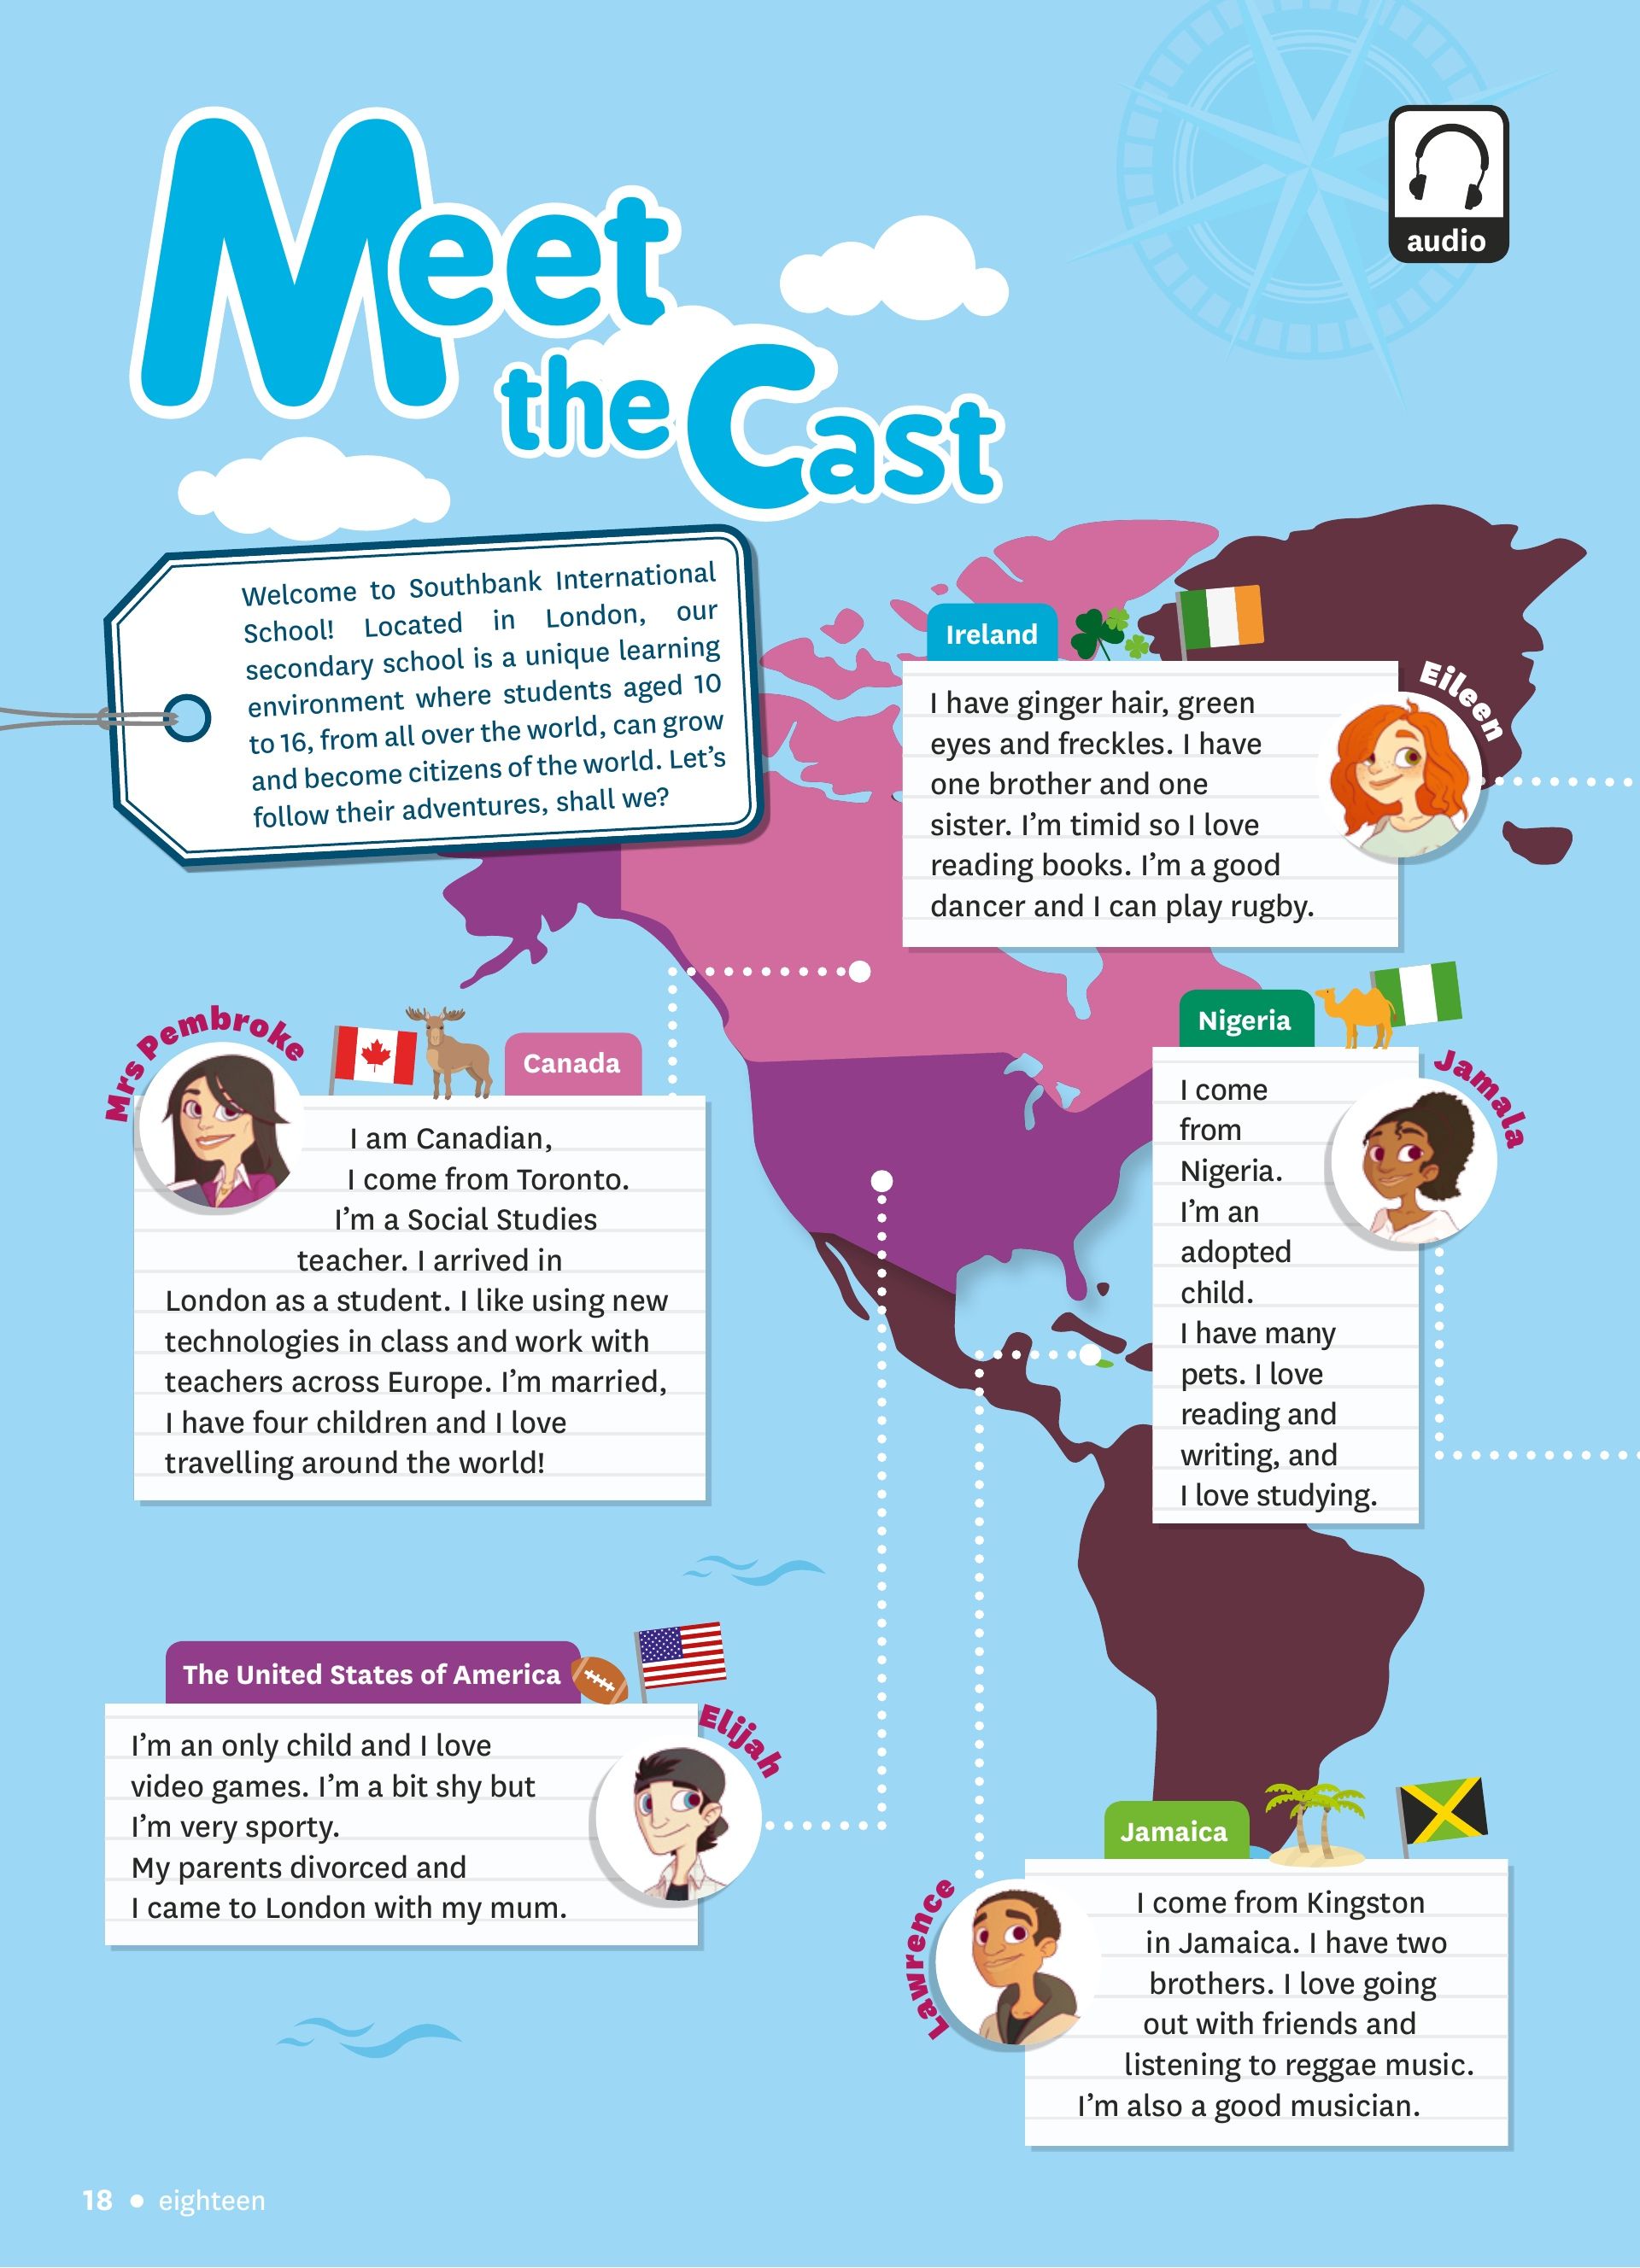 Meet
the Cast
audio
Welcome to Southbank International
School! Located in London, our
secondary school is a unique learning
environment where students aged 10
to 16, from all over the world, can grow
and become citizens of the world. Let's
follow their adventures, shall we?
Ireland
Eileen
I have ginger hair, green
eyes and freckles. I have
one brother and one
sister. I'm timid so I love
reading books. I'm a good
dancer and I can play rugby.
Mrs Pembroke
Canada
I am Canadian,
I come from Toronto.
I'm a Social Studies
teacher. I arrived in
London as a student. I like using new
technologies in class and work with
teachers across Europe. I'm married,
I have four children and I love
travelling around the world!
Nigeria
Jamala
I come
from
Nigeria.
I'm an
adopted
child.
I have many
pets. I love
reading and
writing, and
I love studying.
The United States of America
Elijah
I'm an only child and I love
video games. I'm a bit shy but
I'm very sporty.
My parents divorced and
I came to London with my mum.
Jamaica
Lawrence
I come from Kingston
in Jamaica. I have two
brothers. I love going
out with friends and
listening to reggae music.
I'm also a good musician.
18 • eighteen